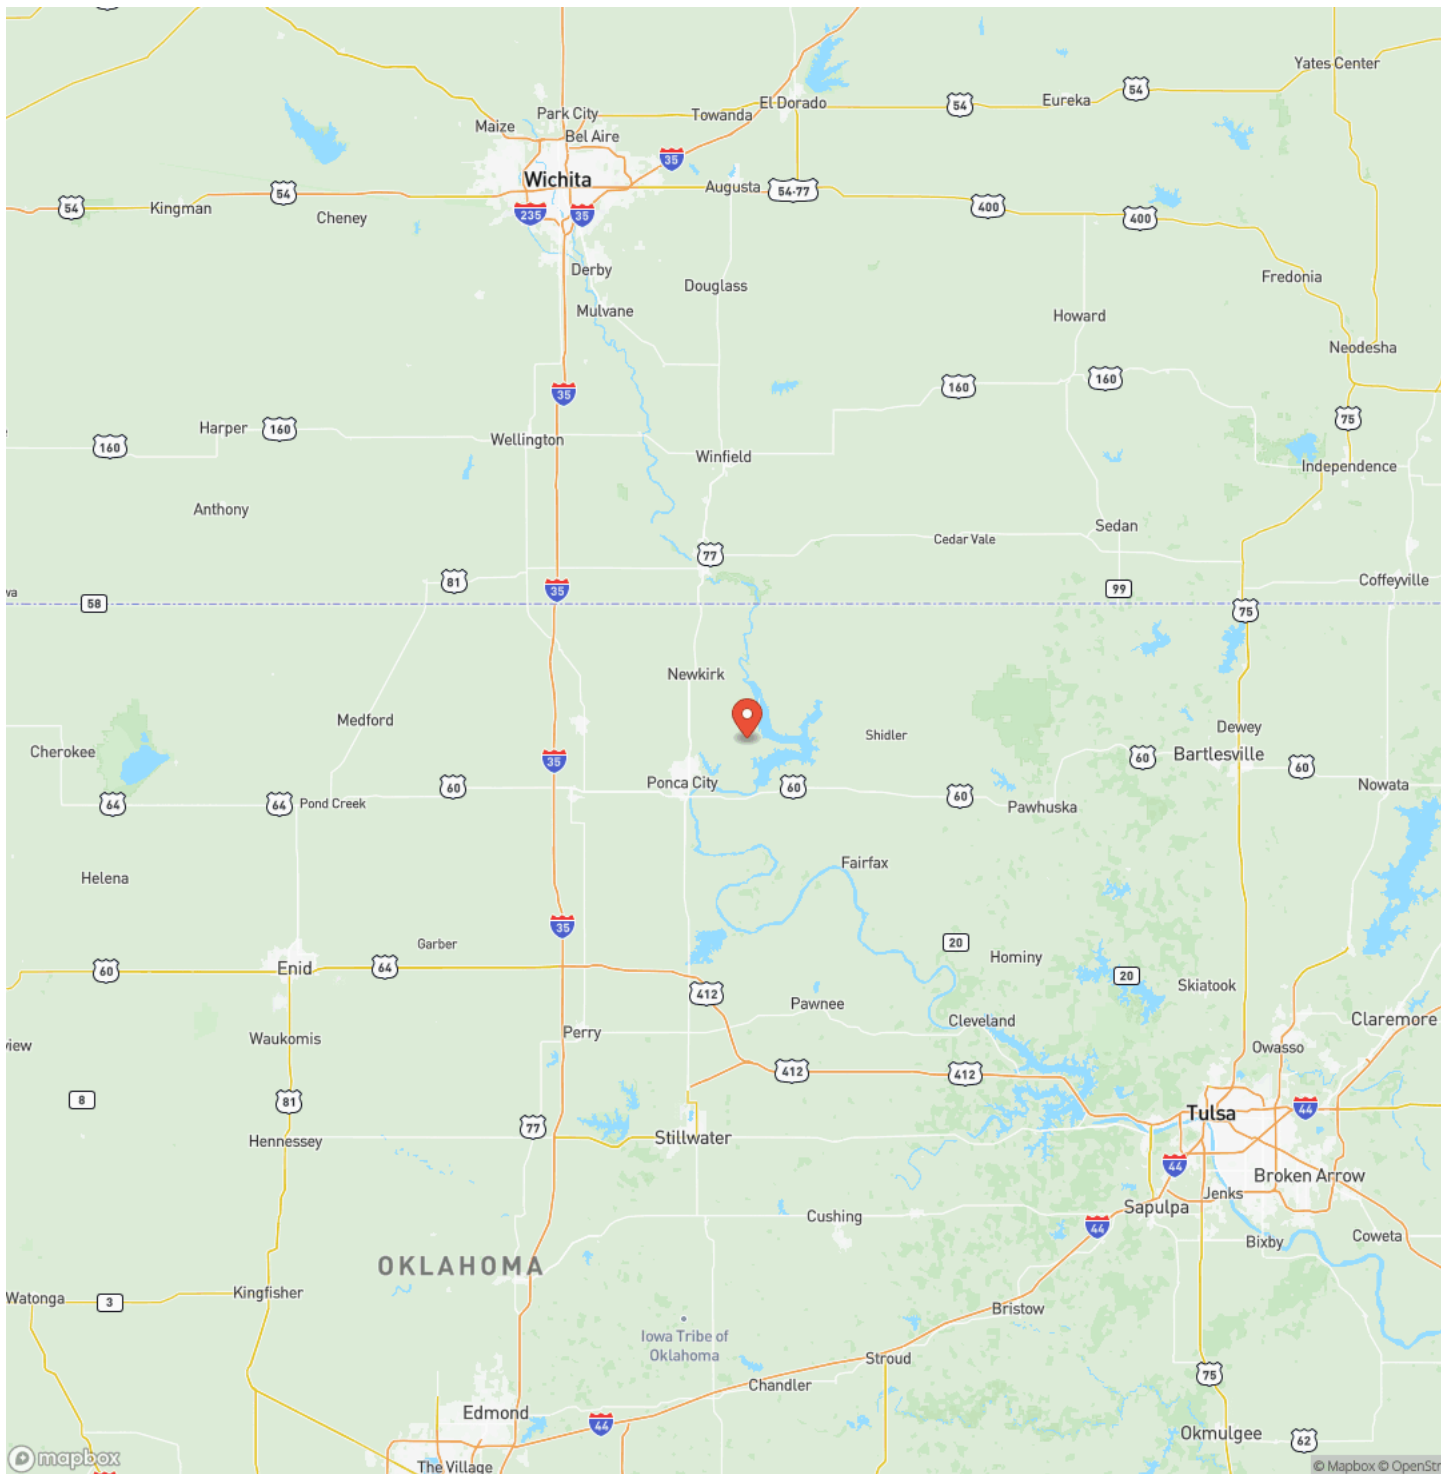 Yates Center
54
El Dorado
54
Eureka
Park City
Towanda
Maize
Bel Aire
35
Wichita
Augusta
54-77
54
54
Kingman
Cheney
235
35
400
400
Derby
Fredonia
Douglass
Mulvane
Howard
Neodesha
160
160
35
75
Harper
160
160
Wellington
Winfield
Independence
Anthony
Sedan
Cedar Vale
77
Coffeyville
81
35
99
58
75
Newkirk
Medford
Shidler
Dewey
Cherokee
Bartlesville
35
60
60
Ponca City
60
60
60
Nowata
64
64
Pond Creek
Pawhuska
Fairfax
Helena
35
Garber
20
Hominy
60
Enid
64
20
Skiatook
412
Pawnee
Cleveland
Claremore
Perry
Waukomis
Owasso
view
412
412
8
81
Tulsa
44
77
Hennessey
Stillwater
44
Broken Arrow
Jenks
Sapulpa
Cushing
44
Bixby
Coweta
OKLAHOMA
Kingfisher
Watonga
3
Bristow
Iowa Tribe of
Oklahoma
Stroud
75
Chandler
Edmond
44
Okmulgee
62
mapbox
The Village
© Mapbox © OpenStr